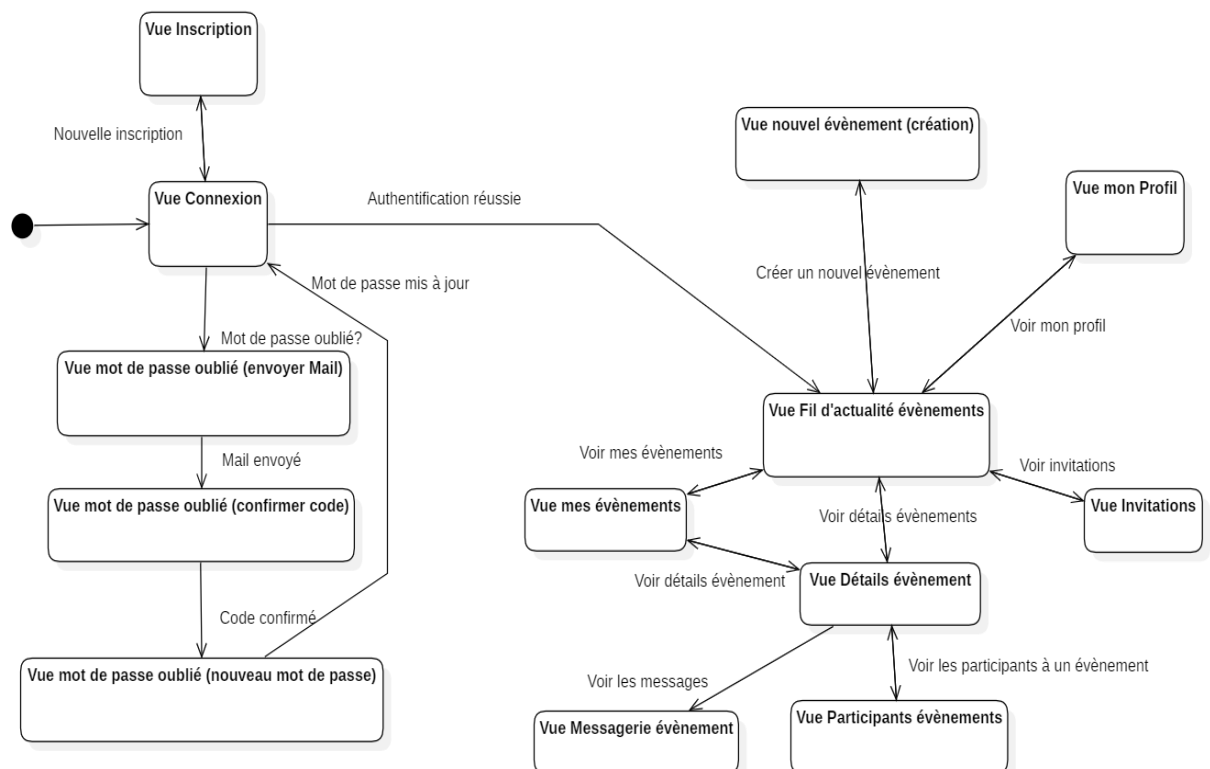 Vue Inscription
Nouvelle inscription
Vue Connexion
Authentification réussie
Mot de passe mis à jour
Mot de passe oublié?
Vue mot de passe oublié (envoyer Mail)
Mail envoyé
Vue mot de passe oublié (confirmer code)
Code confirmé
Vue mot de passe oublié (nouveau mot de passe)
Vue nouvel évènement (création)
Vue mon Profil
Créer un nouvel évènement
Voir mon profil
Vue Fil d'actualité évènements
Voir mes évènements
Voir invitations
Vue mes évènements
Voir détails évènements
Vue Invitations
Voir détails évènement
Vue Détails évènement
Voir les messages
Voir les participants à un évènement
Vue Messagerie évènement
Vue Participants évènements